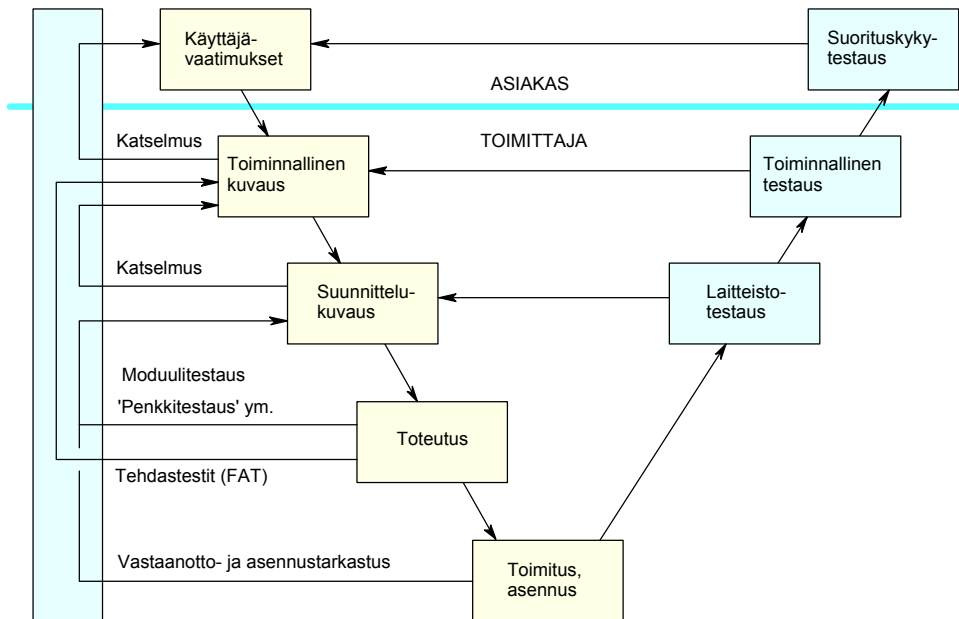 Käyttäjä-
vaatimukset
Suorituskyky-
testaus
ASIAKAS
Katselmus
TOIMITTAJA
Toiminnallinen
kuvaus
Toiminnallinen
testaus
Katselmus
Suunnittelu-
kuvaus
Laitteisto-
testaus
Moduulitestaus
'Penkkitestaus' ym.
Toteutus
Tehdastestit (FAT)
Vastaanotto- ja asennustarkastus
Toimitus,
asennus